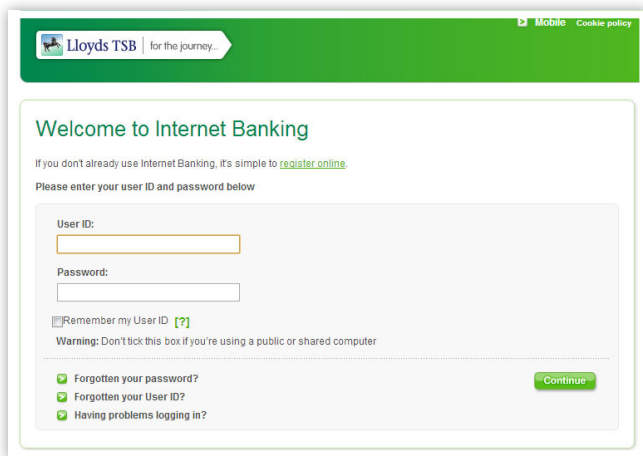 Mobile Cookie policy
Lloyds TSB for the journey...
Welcome to Internet Banking
If you don't already use Internet Banking, it's simple to register online.
Please enter your user ID and password below
User ID:
Password:
Remember my User ID [?]
Warning: Don't tick this box if you're using a public or shared computer
Forgotten your password?
Continue
Forgotten your User ID?
Having problems logging in?